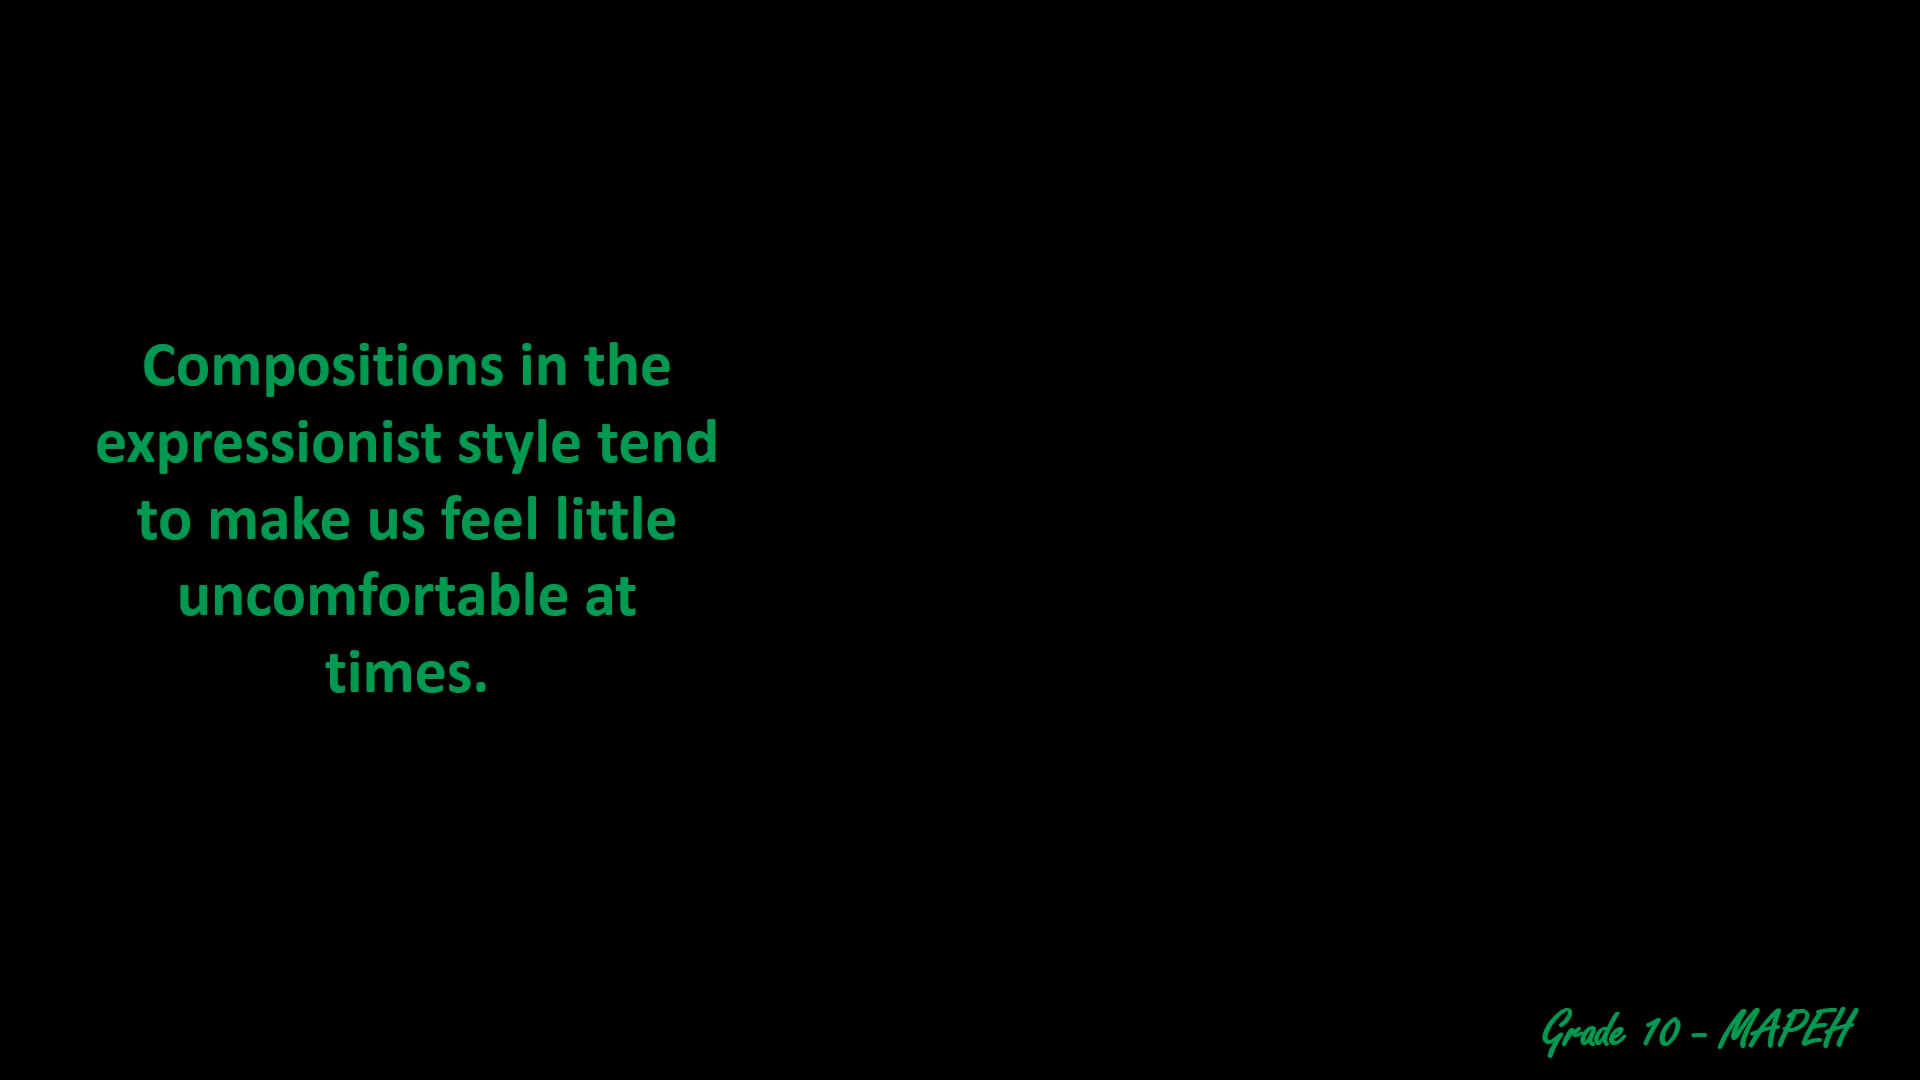 Compositions in the
expressionist style tend
to make us feel little
uncomfortable at
times.
Grade 10 - MAPEH